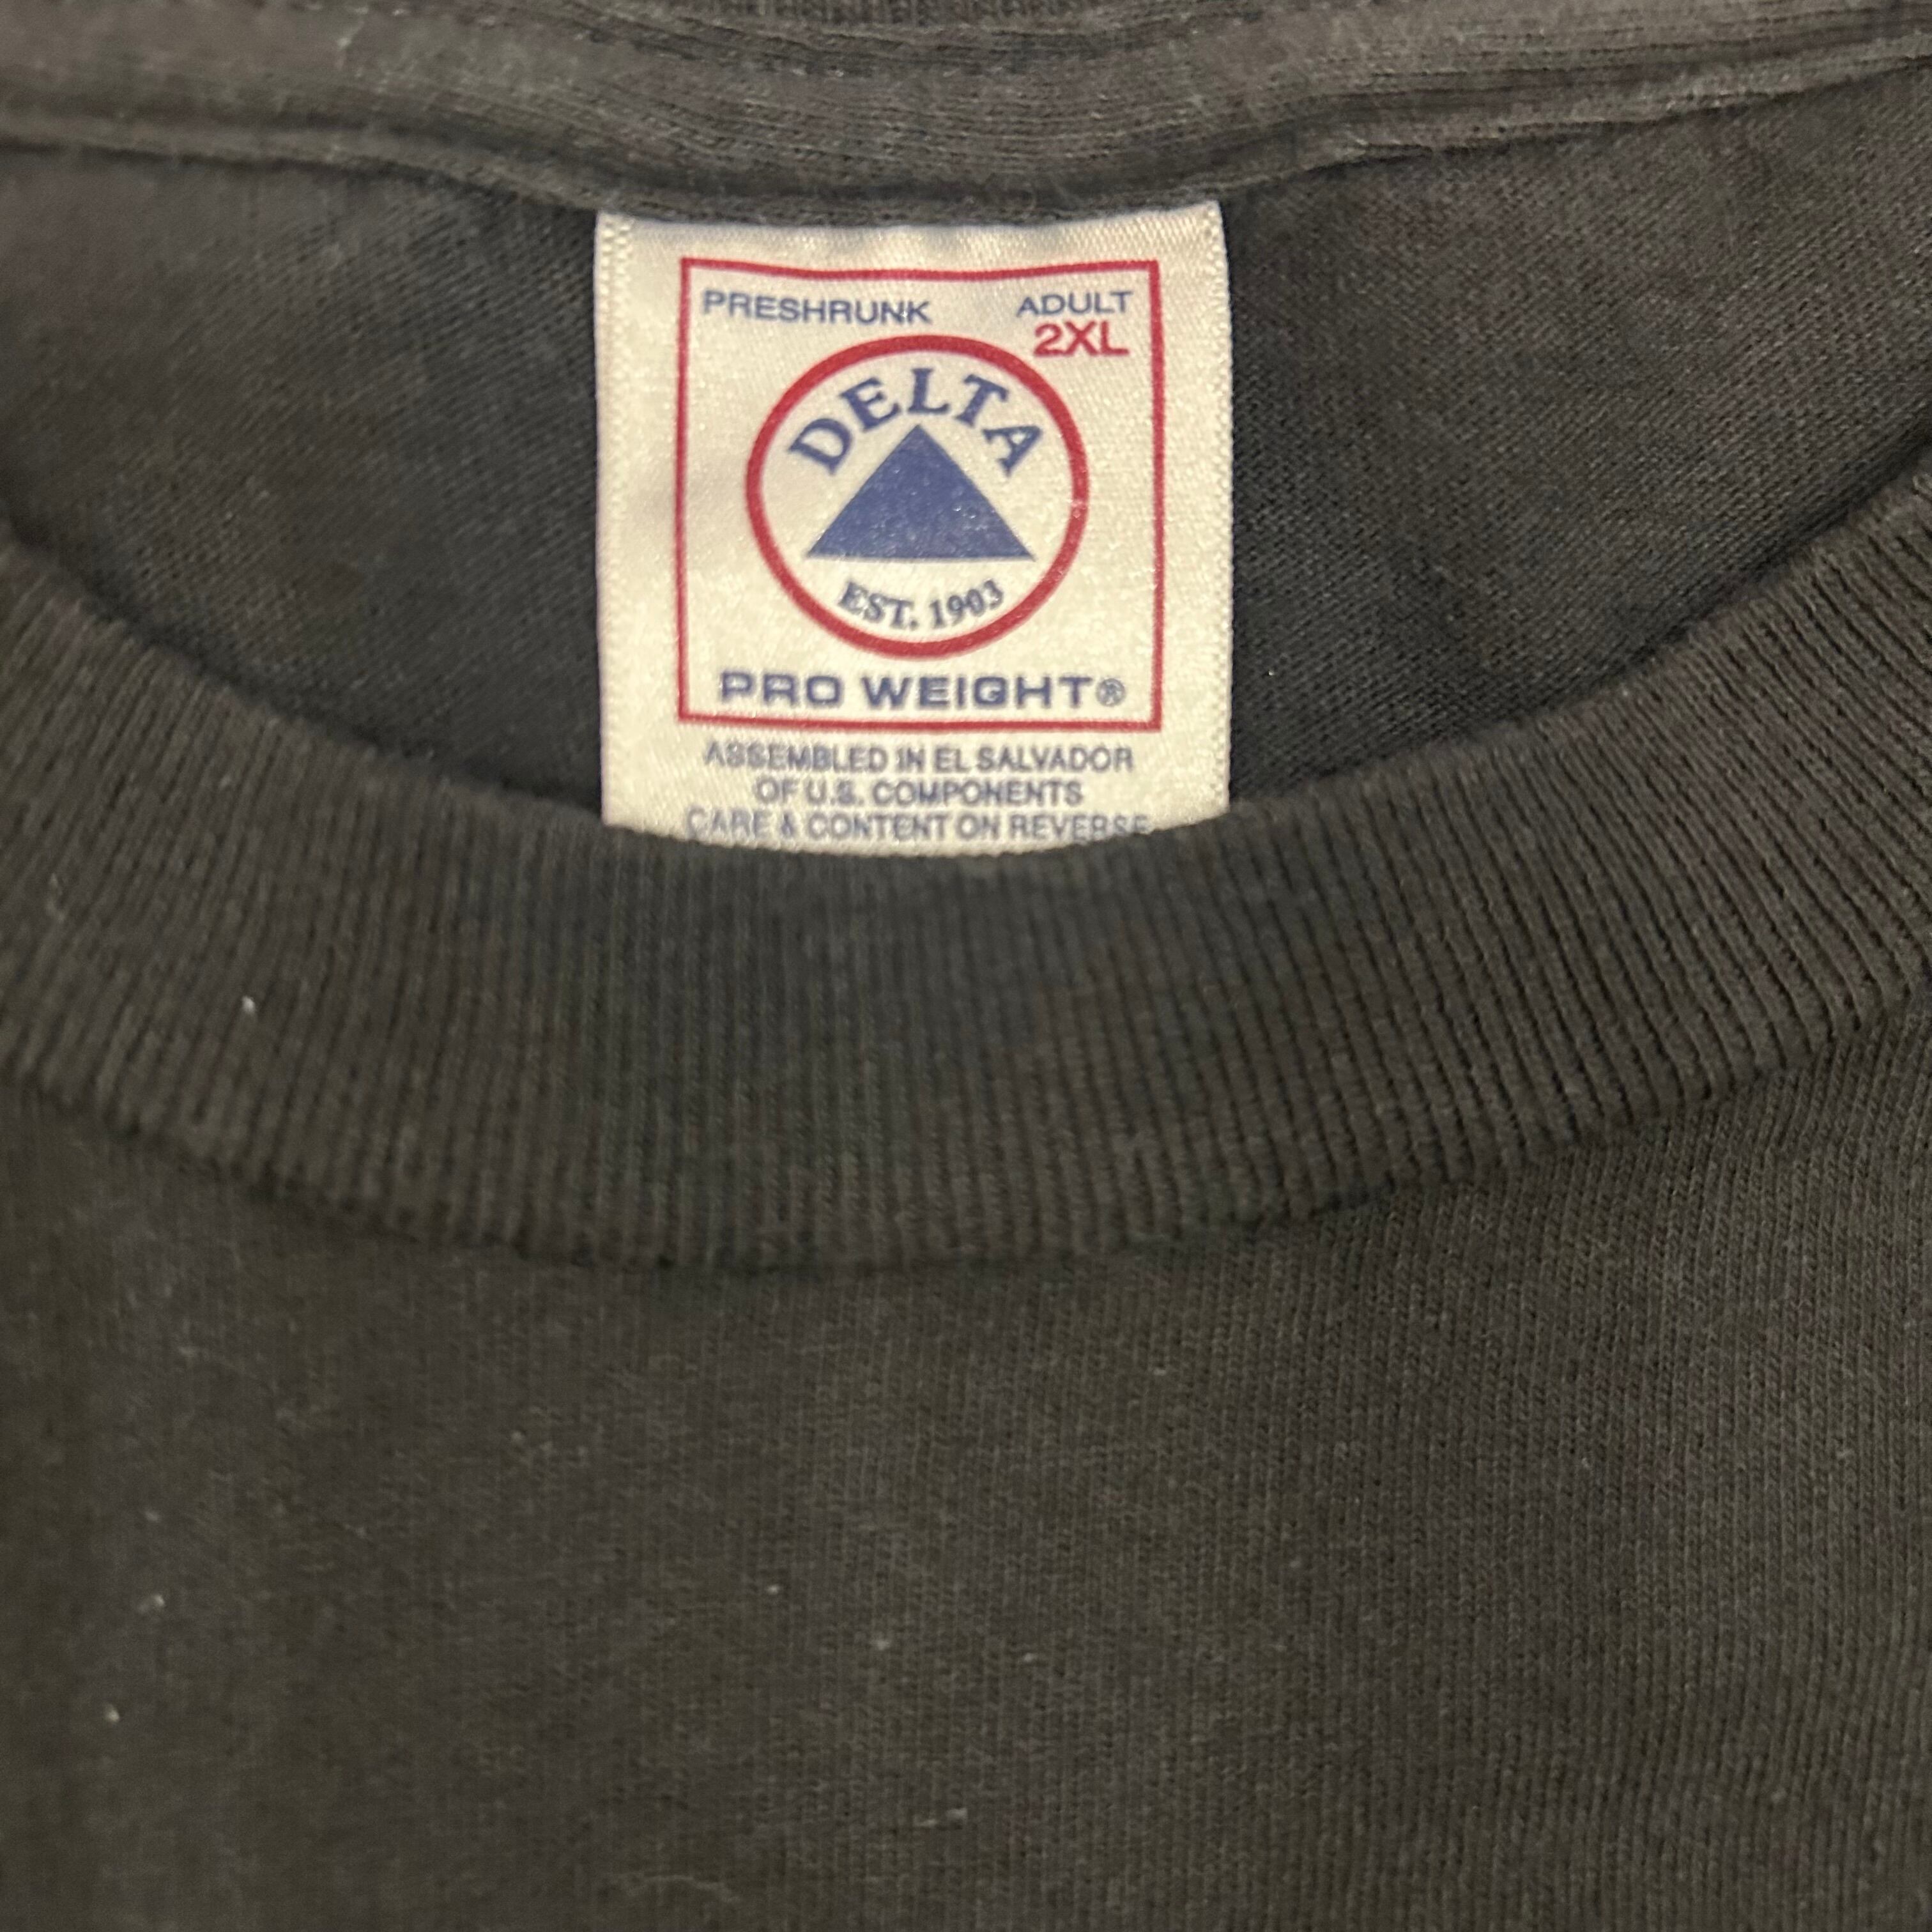 PRESHRUNK
ADULT
2XL
DELTA
EST. 1903
PRO WEIGHT®
ASSEMBLED IN EL SALVADOR
OF U.S. COMPONENTS
CARE & CONTENT ON REVERSE